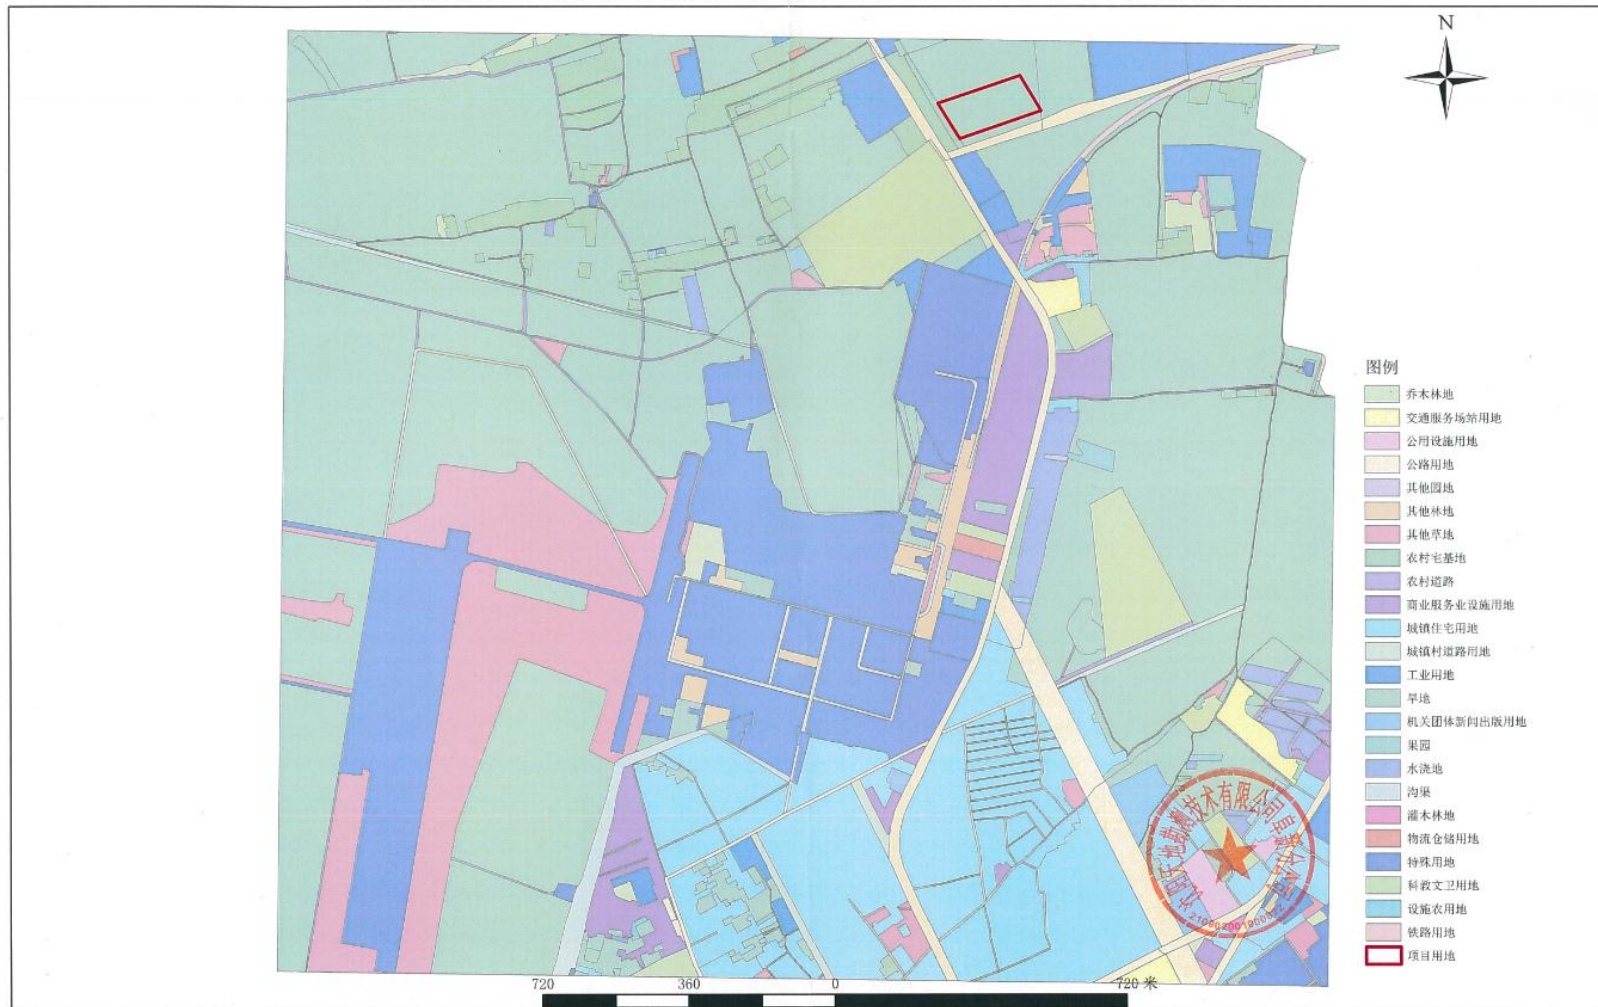 N
图例
乔木林地
交通服务场站用地
公用设施用地
公路用地
其他园地
其他林地
其他草地
农村宅基地
农村道路
商业服务业设施用地
城镇住宅用地
城镇村道路用地
工业用地
旱地
机关团体新闻出版用地
果园
水浇地
沟渠
灌木林地
物流仓储用地
特殊用地
科教文卫用地
设施农用地
铁路用地
项目用地
720 360 0 720 米